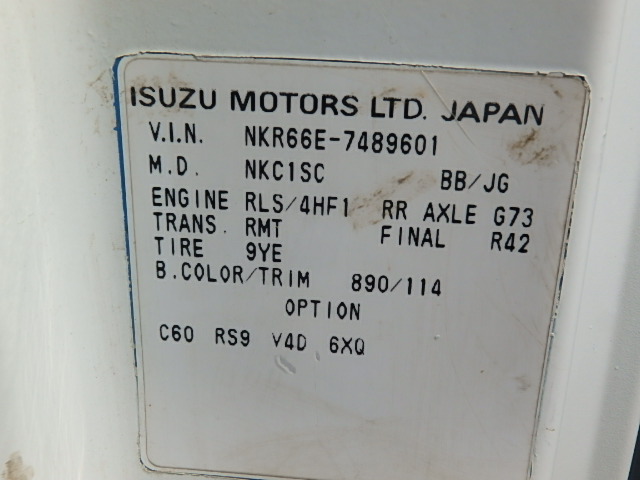 ISUZU MOTORS LTD. JAPAN
V.I.N. NKR66E-7489601
M.D. NKC1SC BB/JG
ENGINE RLS/4HF1 RR AXLE G73
TRANS. RMT FINAL R42
TIRE 9YE
B.COLOR/TRIM 890/114
OPTION
C60 RS9 V4D 6XQ